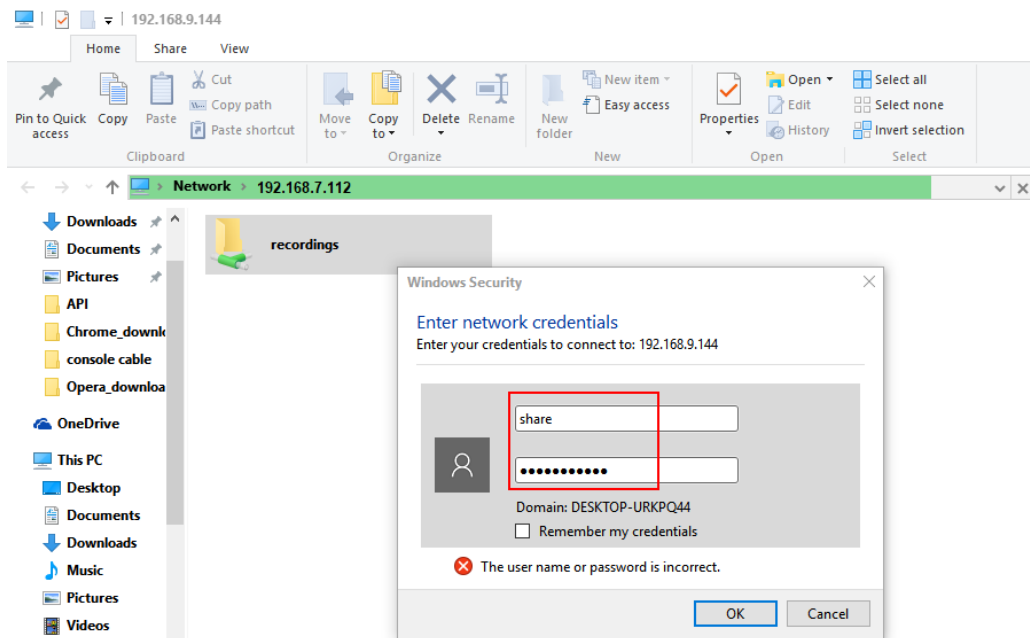 192.168.9.144
Home Share View
Pin to Quick access
Copy
Paste
Cut
Copy path
Paste shortcut
Clipboard
Move to
Copy to
Delete
Rename
Organize
New folder
New item
Easy access
New
Properties
Open
Edit
History
Open
Select all
Select none
Invert selection
Select
Network > 192.168.7.112
Downloads
Documents
Pictures
API
Chrome_downl
console cable
Opera_downloa
OneDrive
This PC
Desktop
Documents
Downloads
Music
Pictures
Videos
recordings
Windows Security
Enter network credentials
Enter your credentials to connect to: 192.168.9.144
share
●●●●●●●●●●●
Domain: DESKTOP-URKPQ44
Remember my credentials
The user name or password is incorrect.
OK Cancel